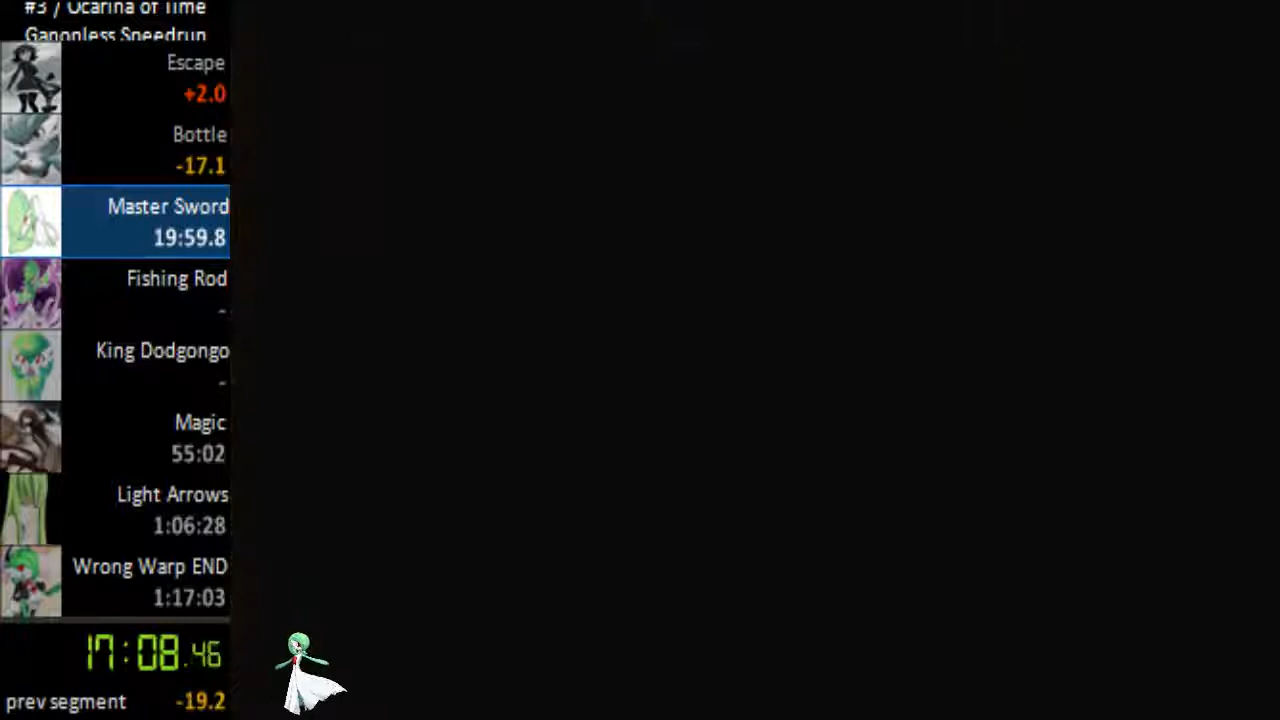 #3 / Ocarina of Time
Ganonless Speedrun
Escape
+2.0
Bottle
-17.1
Master Sword
19:59.8
Fishing Rod
-
King Dodgongo
-
Magic
55:02
Light Arrows
1:06:28
Wrong Warp END
1:17:03
17:08.46
prev segment -19.2